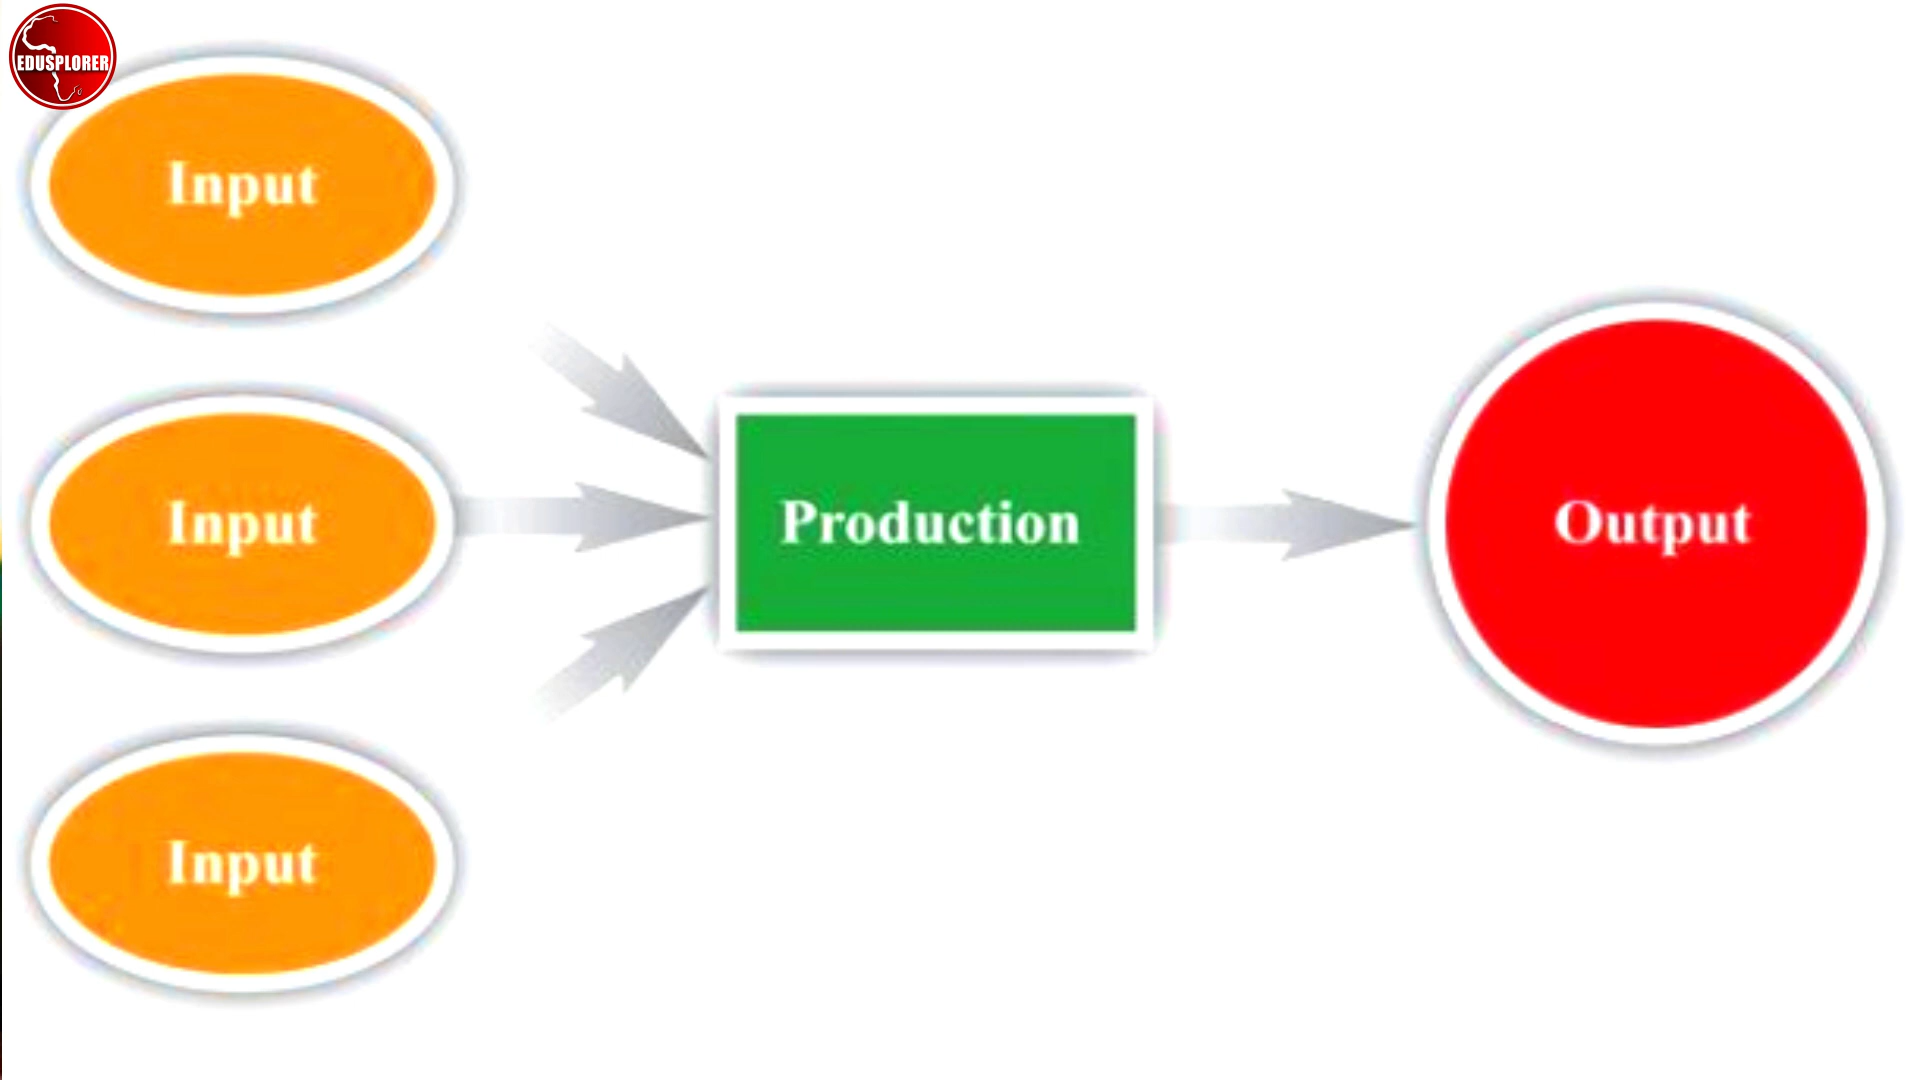 EDUSPLORER
Input
Input
Production
Output
Input